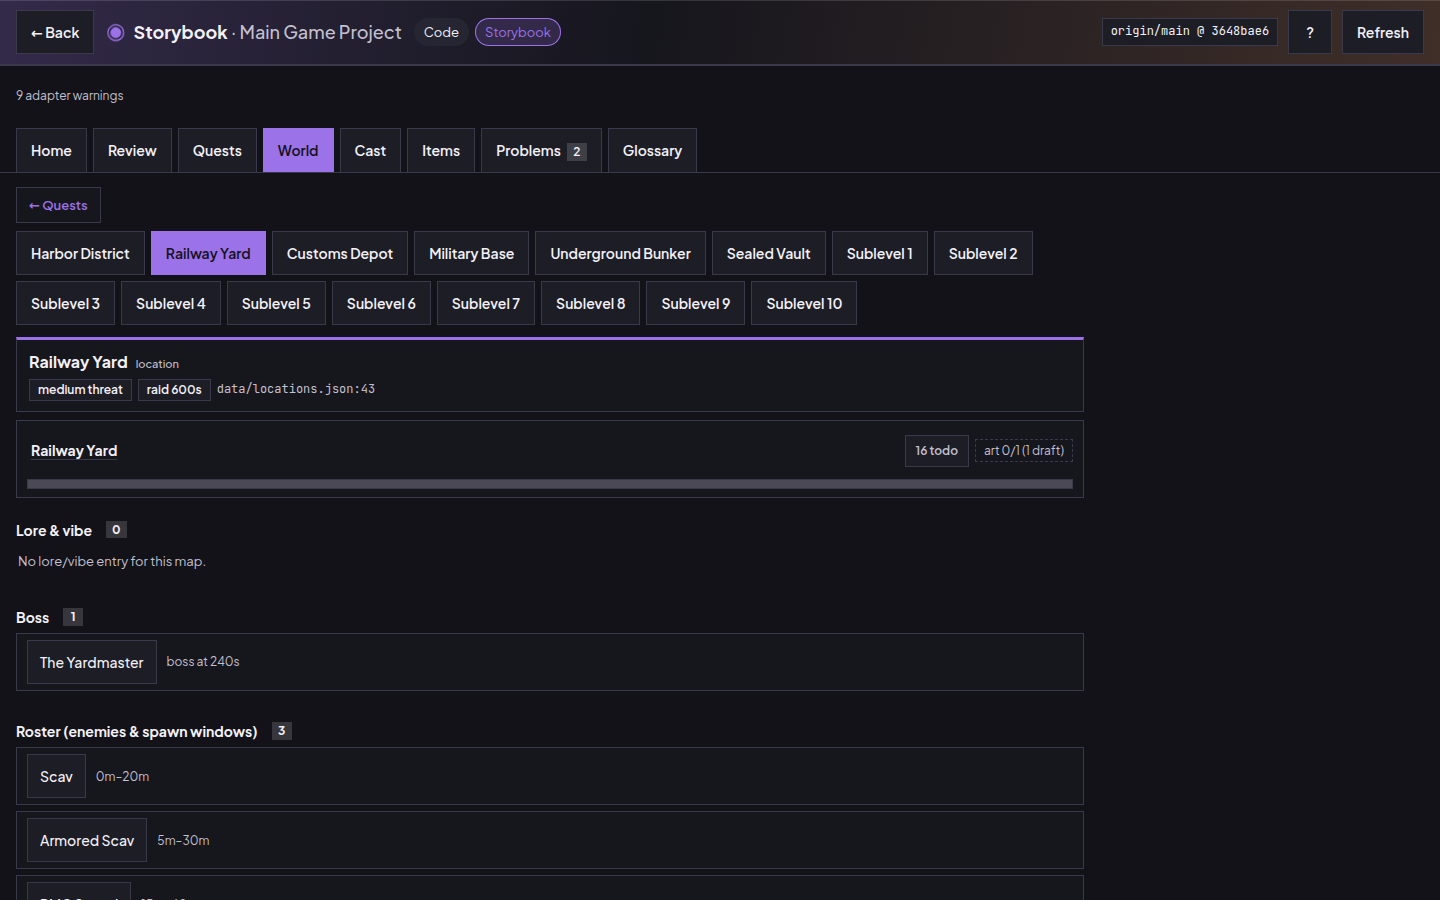 ← Back Storybook · Main Game Project Code Storybook origin/main @ 3648bae6 ? Refresh
9 adapter warnings
Home Review Quests World Cast Items Problems 2 Glossary
← Quests
Harbor District Railway Yard Customs Depot Military Base Underground Bunker Sealed Vault Sublevel 1 Sublevel 2
Sublevel 3 Sublevel 4 Sublevel 5 Sublevel 6 Sublevel 7 Sublevel 8 Sublevel 9 Sublevel 10
Railway Yard location
medium threat raid 600s data/locations.json:43
Railway Yard 16 todo art 0/1 (1 draft)
Lore & vibe 0
No lore/vibe entry for this map.
Boss 1
The Yardmaster boss at 240s
Roster (enemies & spawn windows) 3
Scav 0m–20m
Armored Scav 5m–30m